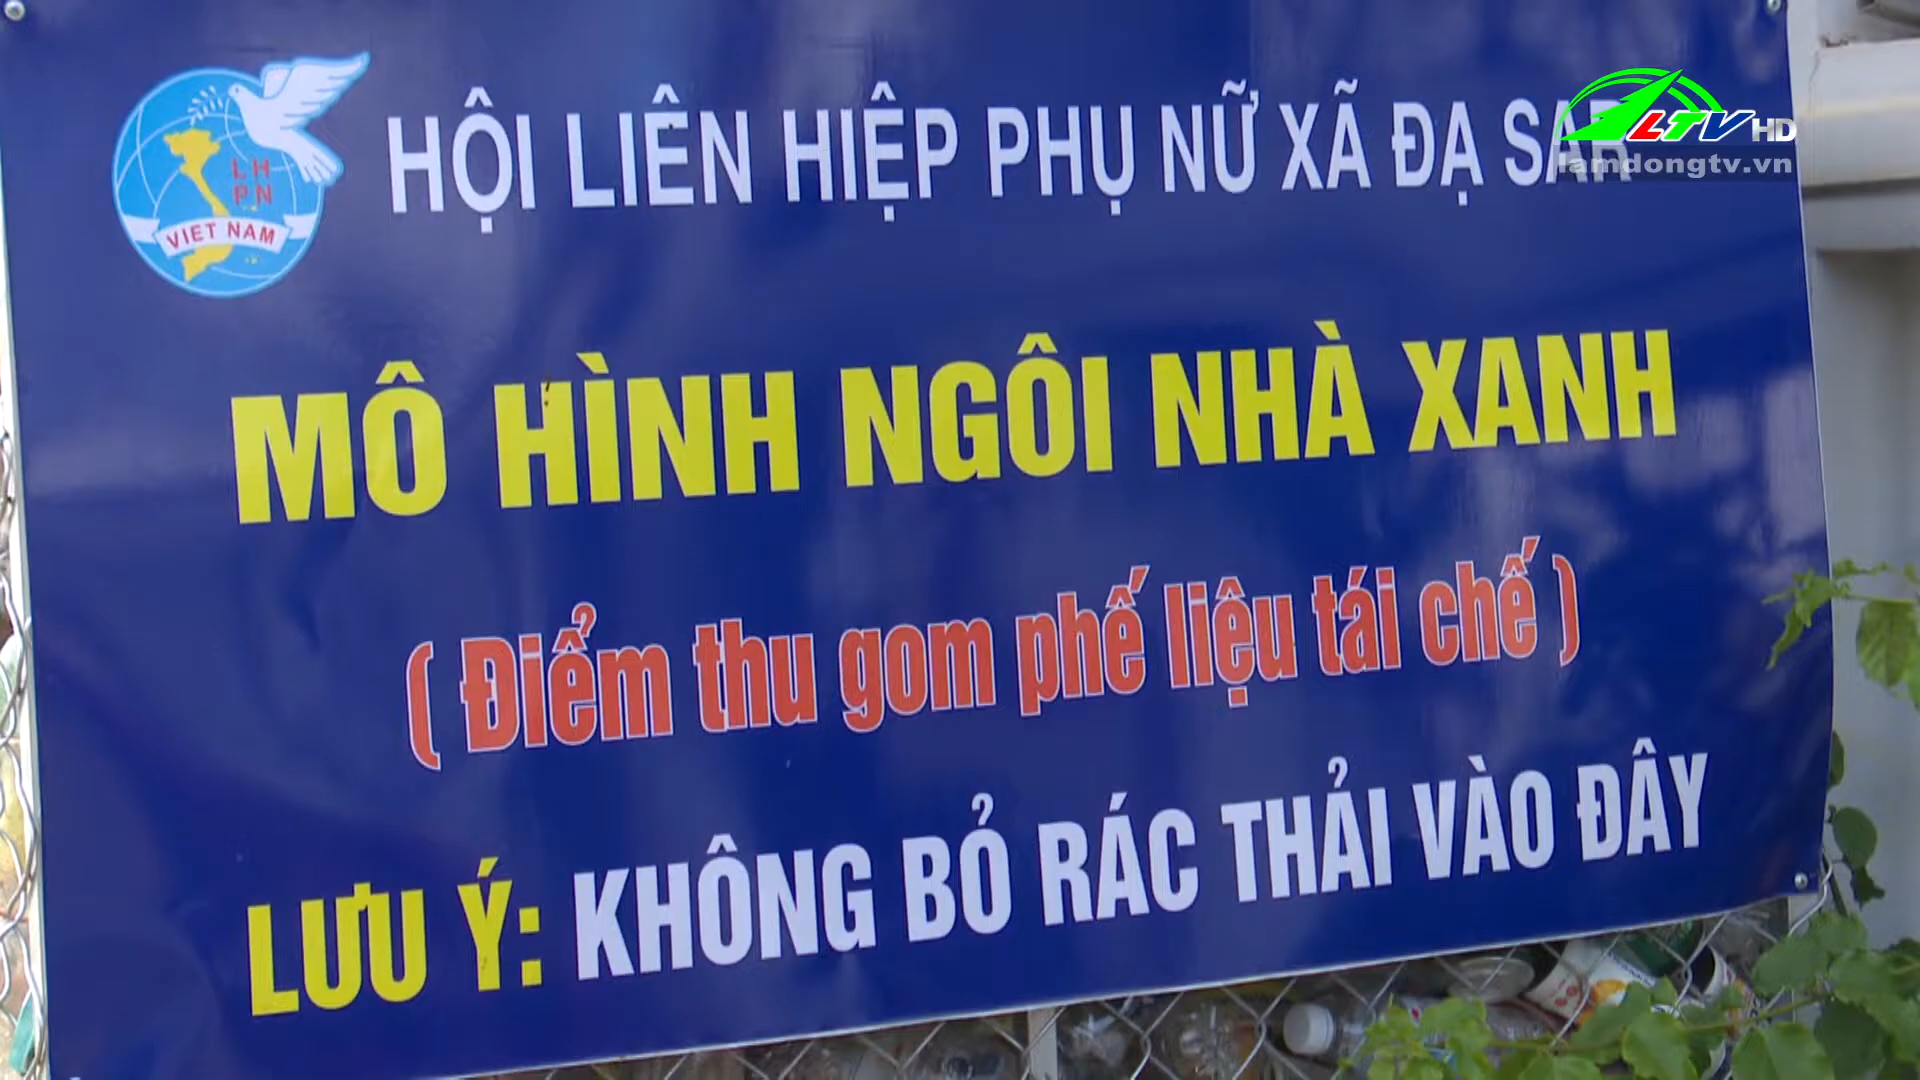 HỘI LIÊN HIỆP PHỤ NỮ XÃ ĐẠ SAR
LTV HD
lamdongtv.vn
LH
PN
VIET NAM
MÔ HÌNH NGÔI NHÀ XANH
( Điểm thu gom phế liệu tái chế )
LƯU Ý: KHÔNG BỎ RÁC THẢI VÀO ĐÂY